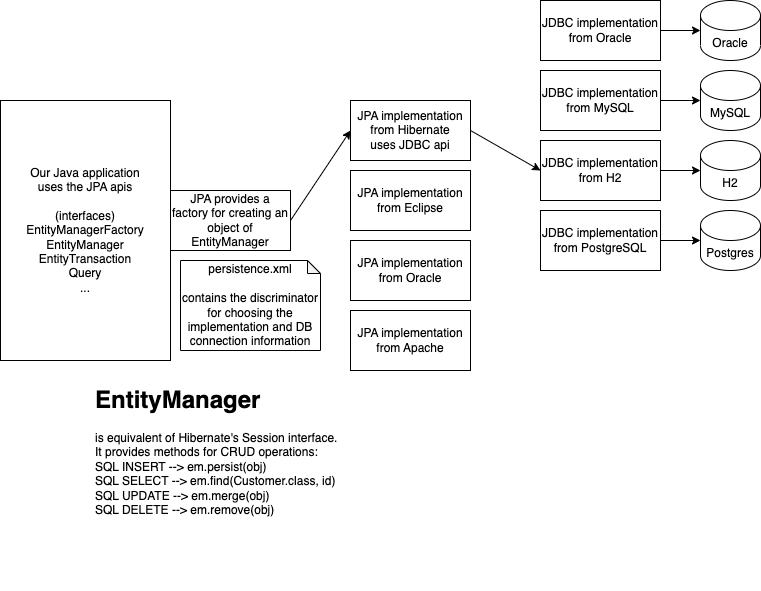 Our Java application
uses the JPA apis
(interfaces)
EntityManagerFactory
EntityManager
EntityTransaction
Query
...
JPA provides a
factory for creating an
object of
EntityManager
persistence.xml
contains the discriminator
for choosing the
implementation and DB
connection information
JPA implementation
from Hibernate
uses JDBC api
JPA implementation
from Eclipse
JPA implementation
from Oracle
JPA implementation
from Apache
JDBC implementation
from Oracle
Oracle
JDBC implementation
from MySQL
MySQL
JDBC implementation
from H2
H2
JDBC implementation
from PostgreSQL
Postgres
EntityManager
is equivalent of Hibernate's Session interface.
It provides methods for CRUD operations:
SQL INSERT --> em.persist(obj)
SQL SELECT --> em.find(Customer.class, id)
SQL UPDATE --> em.merge(obj)
SQL DELETE --> em.remove(obj)